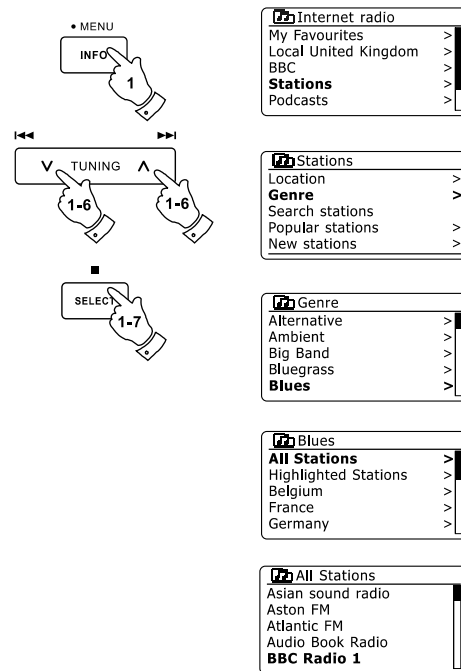 • MENU
INFO
1
TUNING
1-6
1-6
SELECT
1-7
Internet radio
My Favourites >
Local United Kingdom >
BBC >
Stations >
Podcasts >
Stations
Location >
Genre >
Search stations
Popular stations >
New stations >
Genre
Alternative >
Ambient >
Big Band >
Bluegrass >
Blues >
Blues
All Stations >
Highlighted Stations >
Belgium >
France >
Germany >
All Stations
Asian sound radio
Aston FM
Atlantic FM
Audio Book Radio
BBC Radio 1